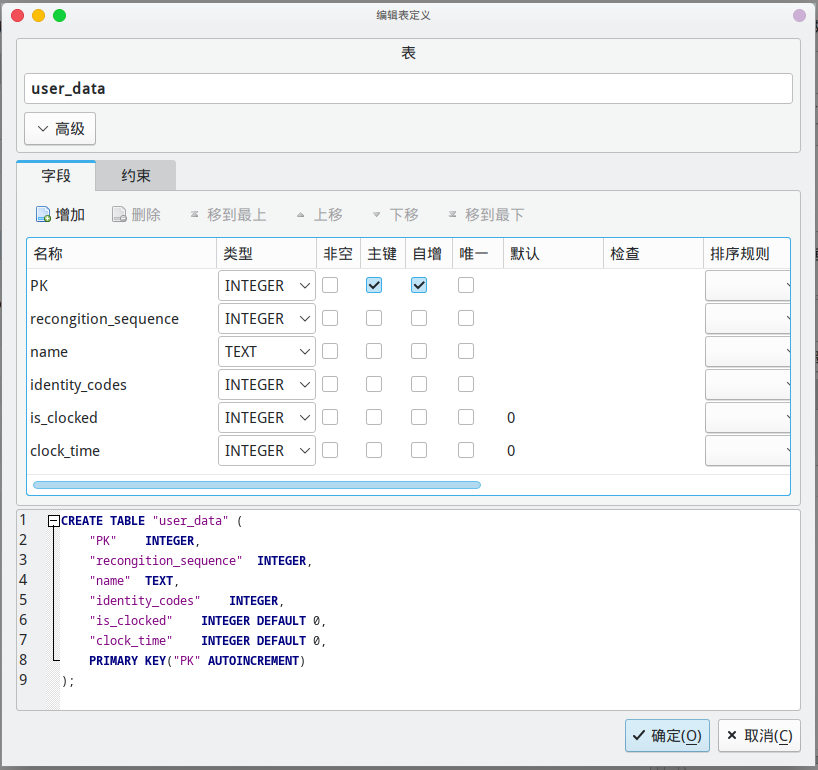 编辑表定义
表
user_data
高级
字段 约束
增加 删除 移到最上 上移 下移 移到最下
名称 类型 非空 主键 自增 唯一 默认 检查 排序规则
PK INTEGER
recongition_sequence INTEGER
name TEXT
identity_codes INTEGER
is_clocked INTEGER 0
clock_time INTEGER 0
1 CREATE TABLE "user_data" (
2 "PK" INTEGER,
3 "recongition_sequence" INTEGER,
4 "name" TEXT,
5 "identity_codes" INTEGER,
6 "is_clocked" INTEGER DEFAULT 0,
7 "clock_time" INTEGER DEFAULT 0,
8 PRIMARY KEY("PK" AUTOINCREMENT)
9 );
确定(O) 取消(C)